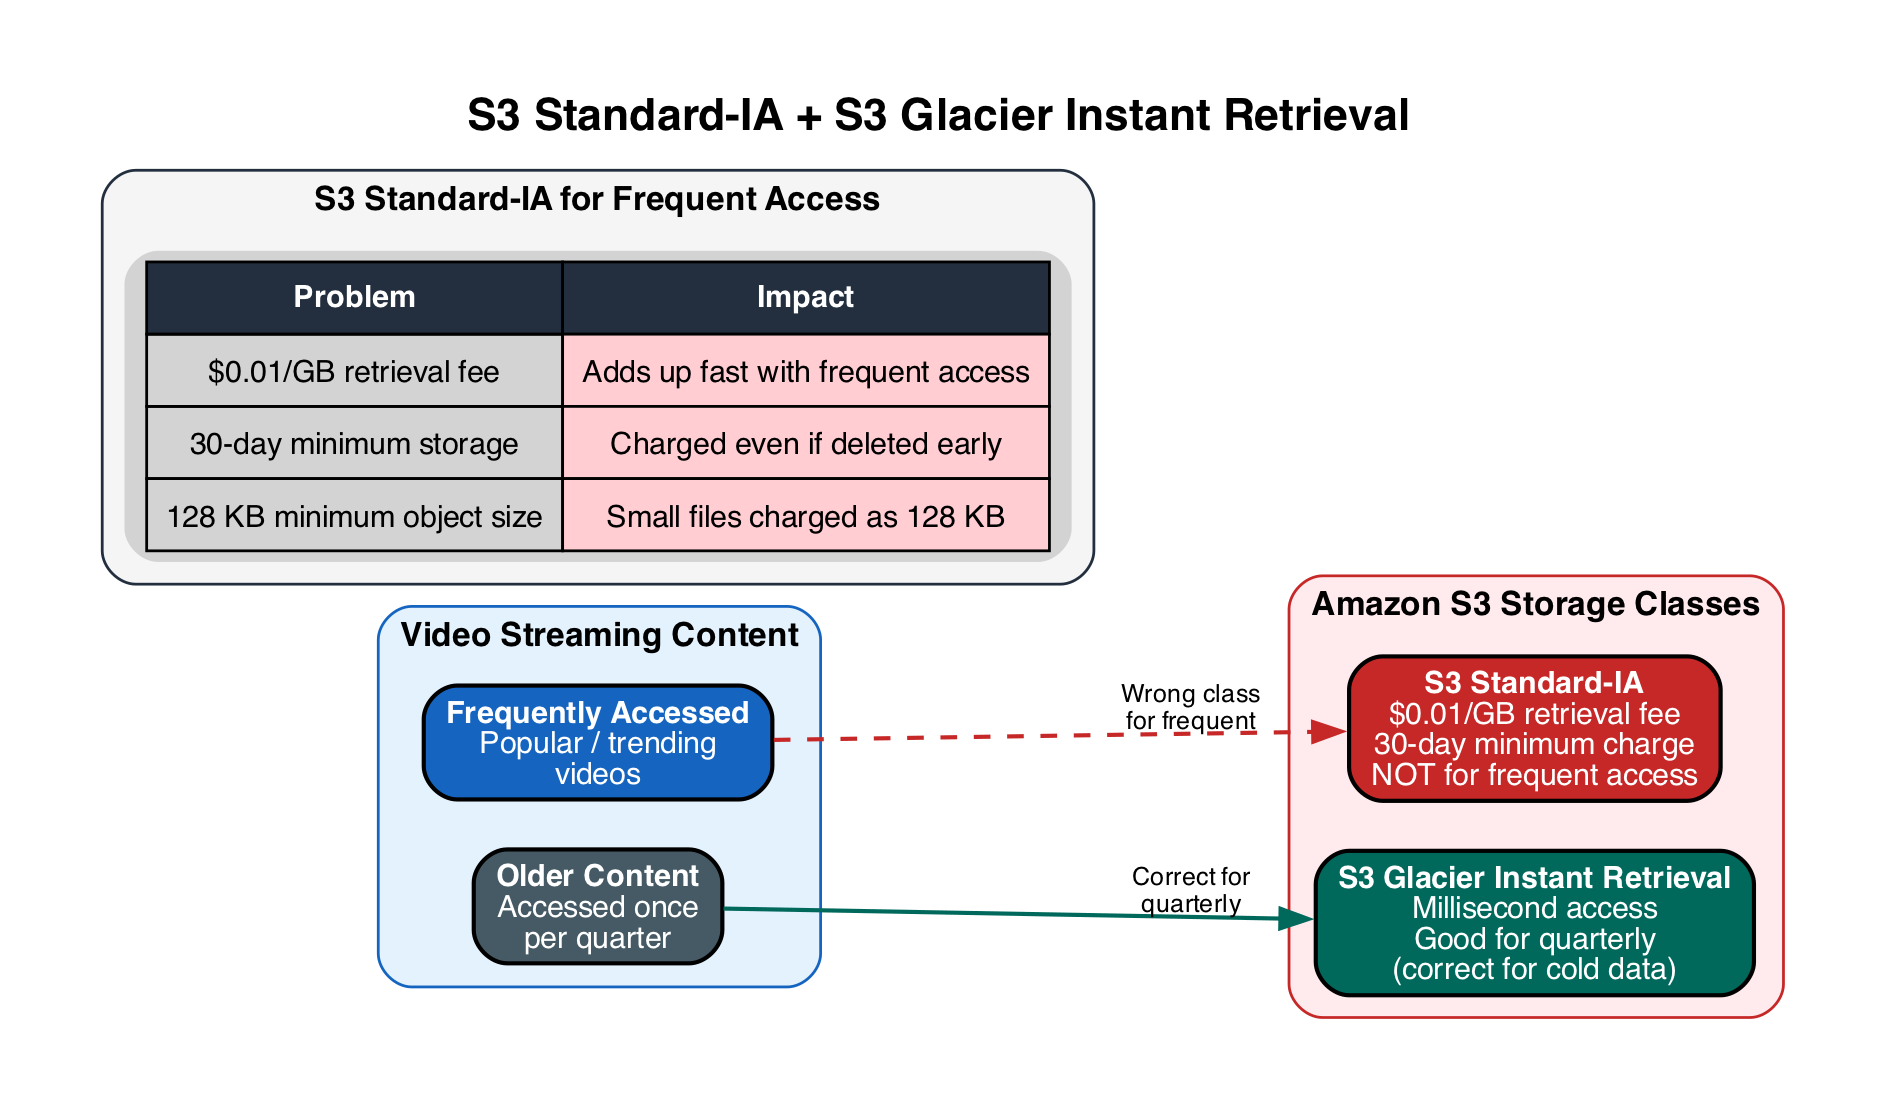 S3 Standard-IA + S3 Glacier Instant Retrieval
S3 Standard-IA for Frequent Access
Problem
Impact
$0.01/GB retrieval fee
Adds up fast with frequent access
30-day minimum storage
Charged even if deleted early
128 KB minimum object size
Small files charged as 128 KB
Video Streaming Content
Frequently Accessed
Popular / trending
videos
Older Content
Accessed once
per quarter
Wrong class
for frequent
Correct for
quarterly
Amazon S3 Storage Classes
S3 Standard-IA
$0.01/GB retrieval fee
30-day minimum charge
NOT for frequent access
S3 Glacier Instant Retrieval
Millisecond access
Good for quarterly
(correct for cold data)